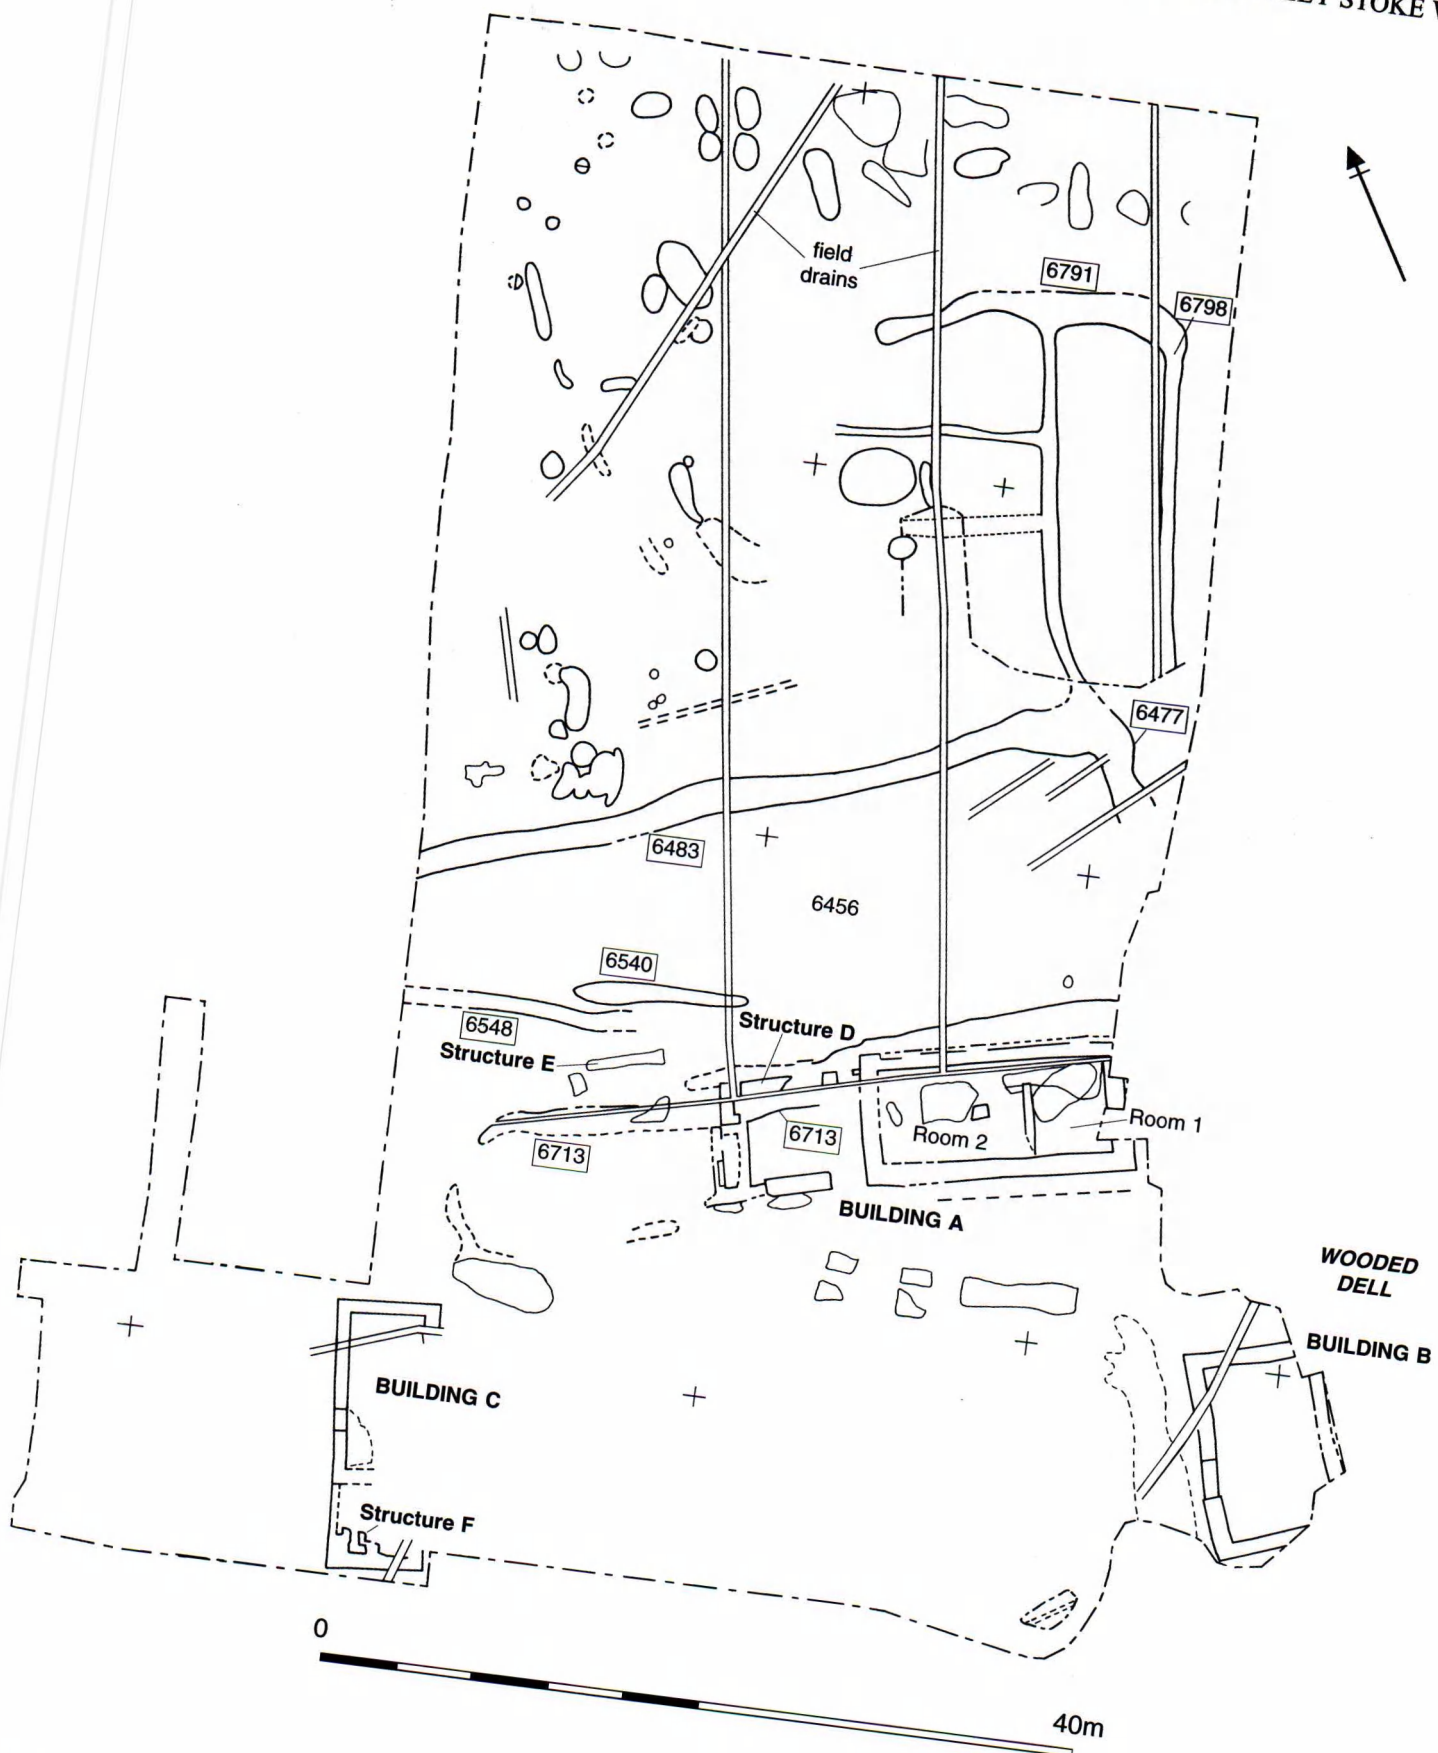 STOKE
field
drains
6791
6798
6477
6483
6456
6540
6548
Structure D
Structure E
6713
6713
Room 1
Room 2
BUILDING A
WOODED
DELL
BUILDING B
BUILDING C
Structure F
0
40m